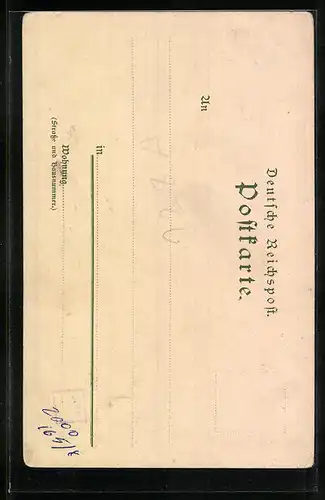 Deutsche Reichspost.
Postkarte.
An
in
Wohnung
(Straße und Hausnummer.)